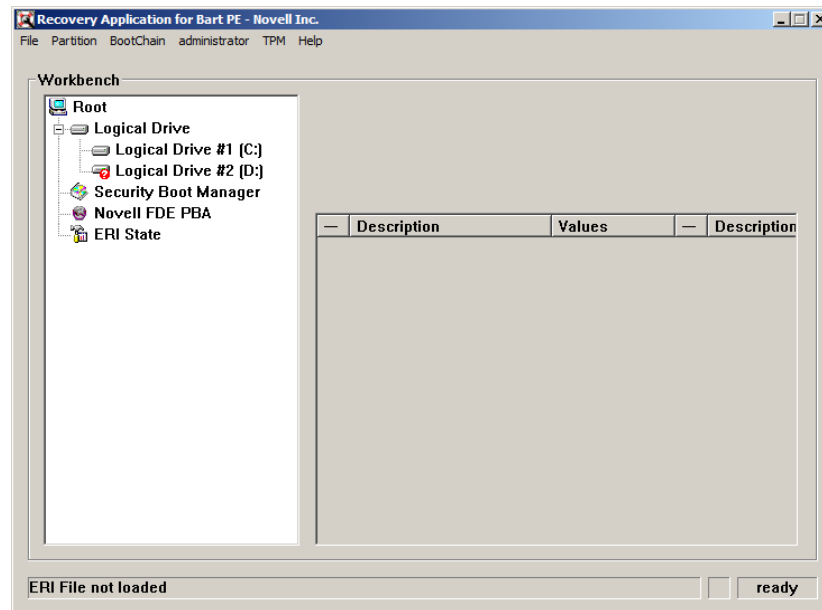 Recovery Application for Bart PE - Novell Inc.
File Partition BootChain administrator TPM Help
Workbench
Root
Logical Drive
Logical Drive #1 (C:)
Logical Drive #2 (D:)
Security Boot Manager
Novell FDE PBA
ERI State
— Description Values — Description
ERI File not loaded ready